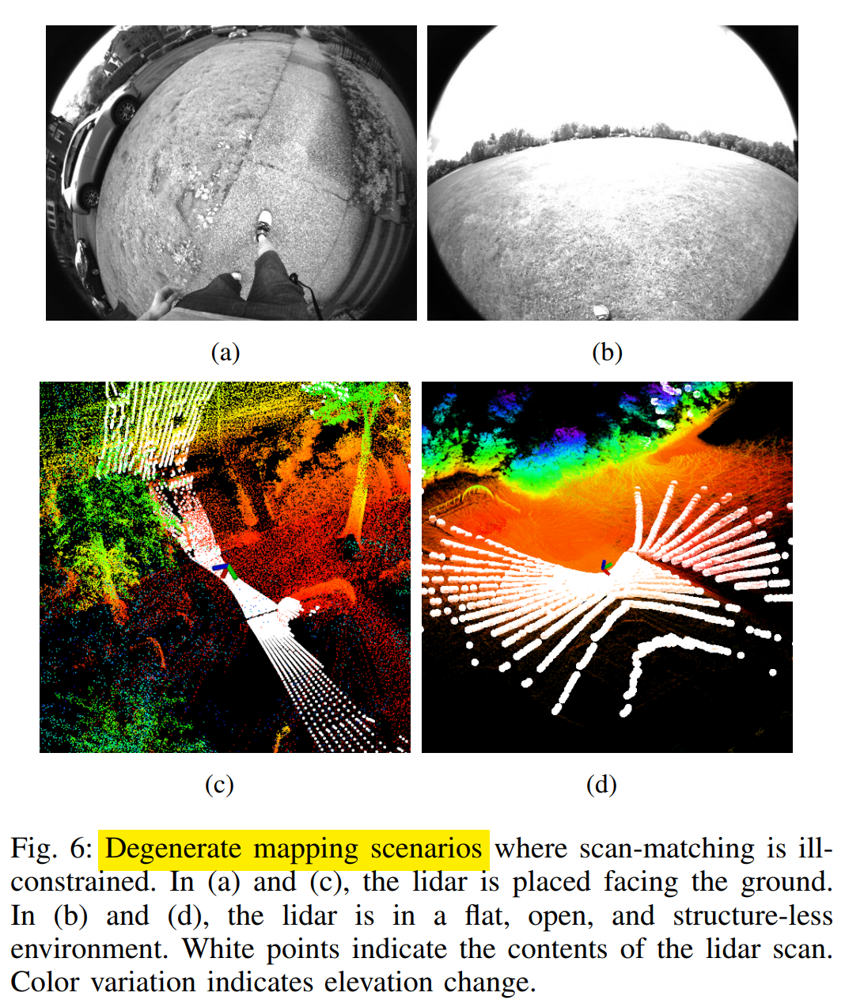 (a)
(b)
(c)
(d)
Fig. 6: Degenerate mapping scenarios where scan-matching is ill-
constrained. In (a) and (c), the lidar is placed facing the ground.
In (b) and (d), the lidar is in a flat, open, and structure-less
environment. White points indicate the contents of the lidar scan.
Color variation indicates elevation change.